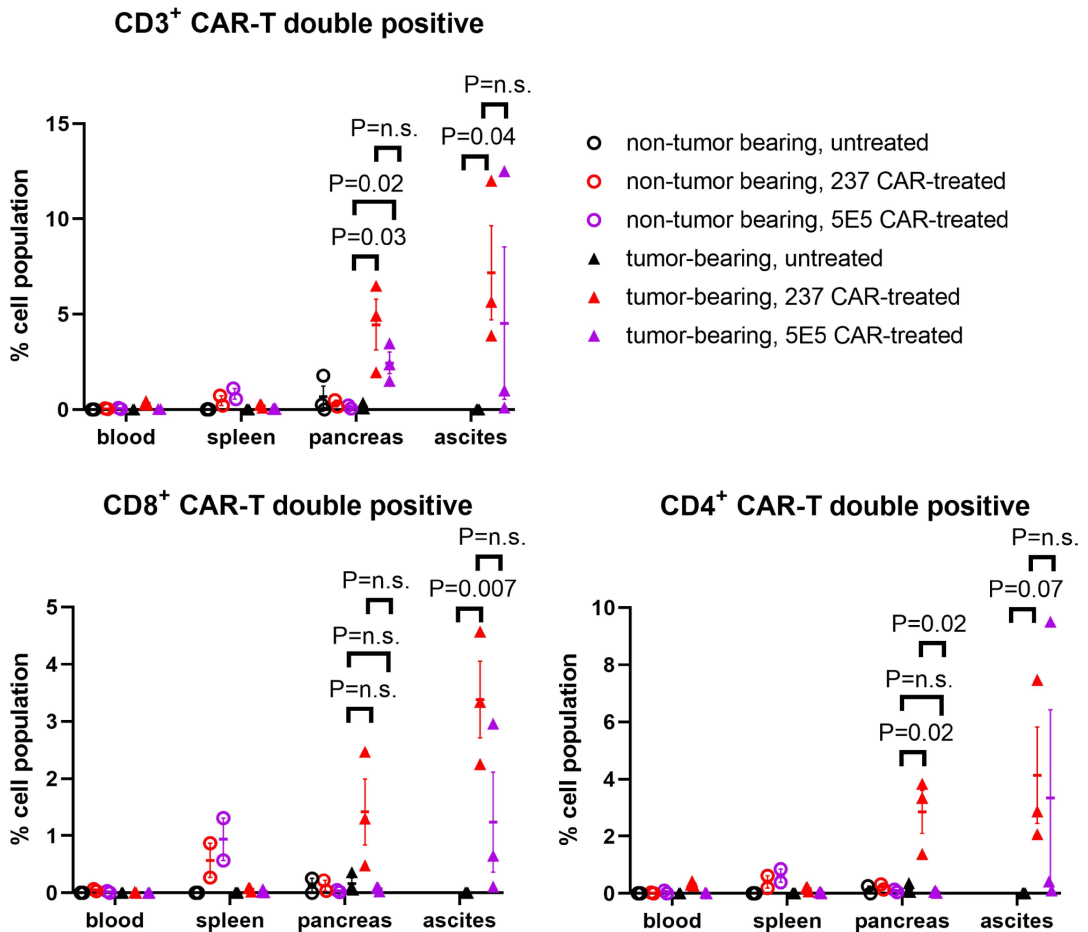 CD3+ CAR-T double positive
P=n.s.
P=n.s. P=0.04
P=0.02
P=0.03
15
10
5
0
% cell population
blood spleen pancreas ascites
non-tumor bearing, untreated
non-tumor bearing, 237 CAR-treated
non-tumor bearing, 5E5 CAR-treated
tumor-bearing, untreated
tumor-bearing, 237 CAR-treated
tumor-bearing, 5E5 CAR-treated
CD8+ CAR-T double positive
P=n.s.
P=n.s. P=0.007
P=n.s.
P=n.s.
5
4
3
2
1
0
% cell population
blood spleen pancreas ascites
CD4+ CAR-T double positive
P=n.s.
P=0.07
P=0.02
P=n.s.
P=0.02
10
8
6
4
2
0
% cell population
blood spleen pancreas ascites